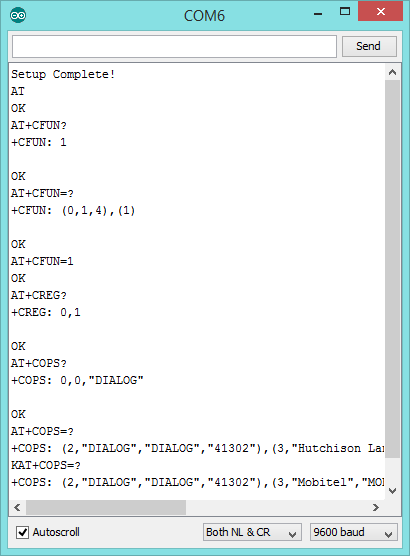 COM6
Send
Setup Complete!
AT
OK
AT+CFUN?
+CFUN: 1
OK
AT+CFUN=?
+CFUN: (0,1,4),(1)
OK
AT+CFUN=1
OK
AT+CREG?
+CREG: 0,1
OK
AT+COPS?
+COPS: 0,0,"DIALOG"
OK
AT+COPS=?
+COPS: (2,"DIALOG","DIALOG","41302"),(3,"Hutchison Lan
KAT+COPS=?
+COPS: (2,"DIALOG","DIALOG","41302"),(3,"Mobitel","MOB
Autoscroll
Both NL & CR
9600 baud